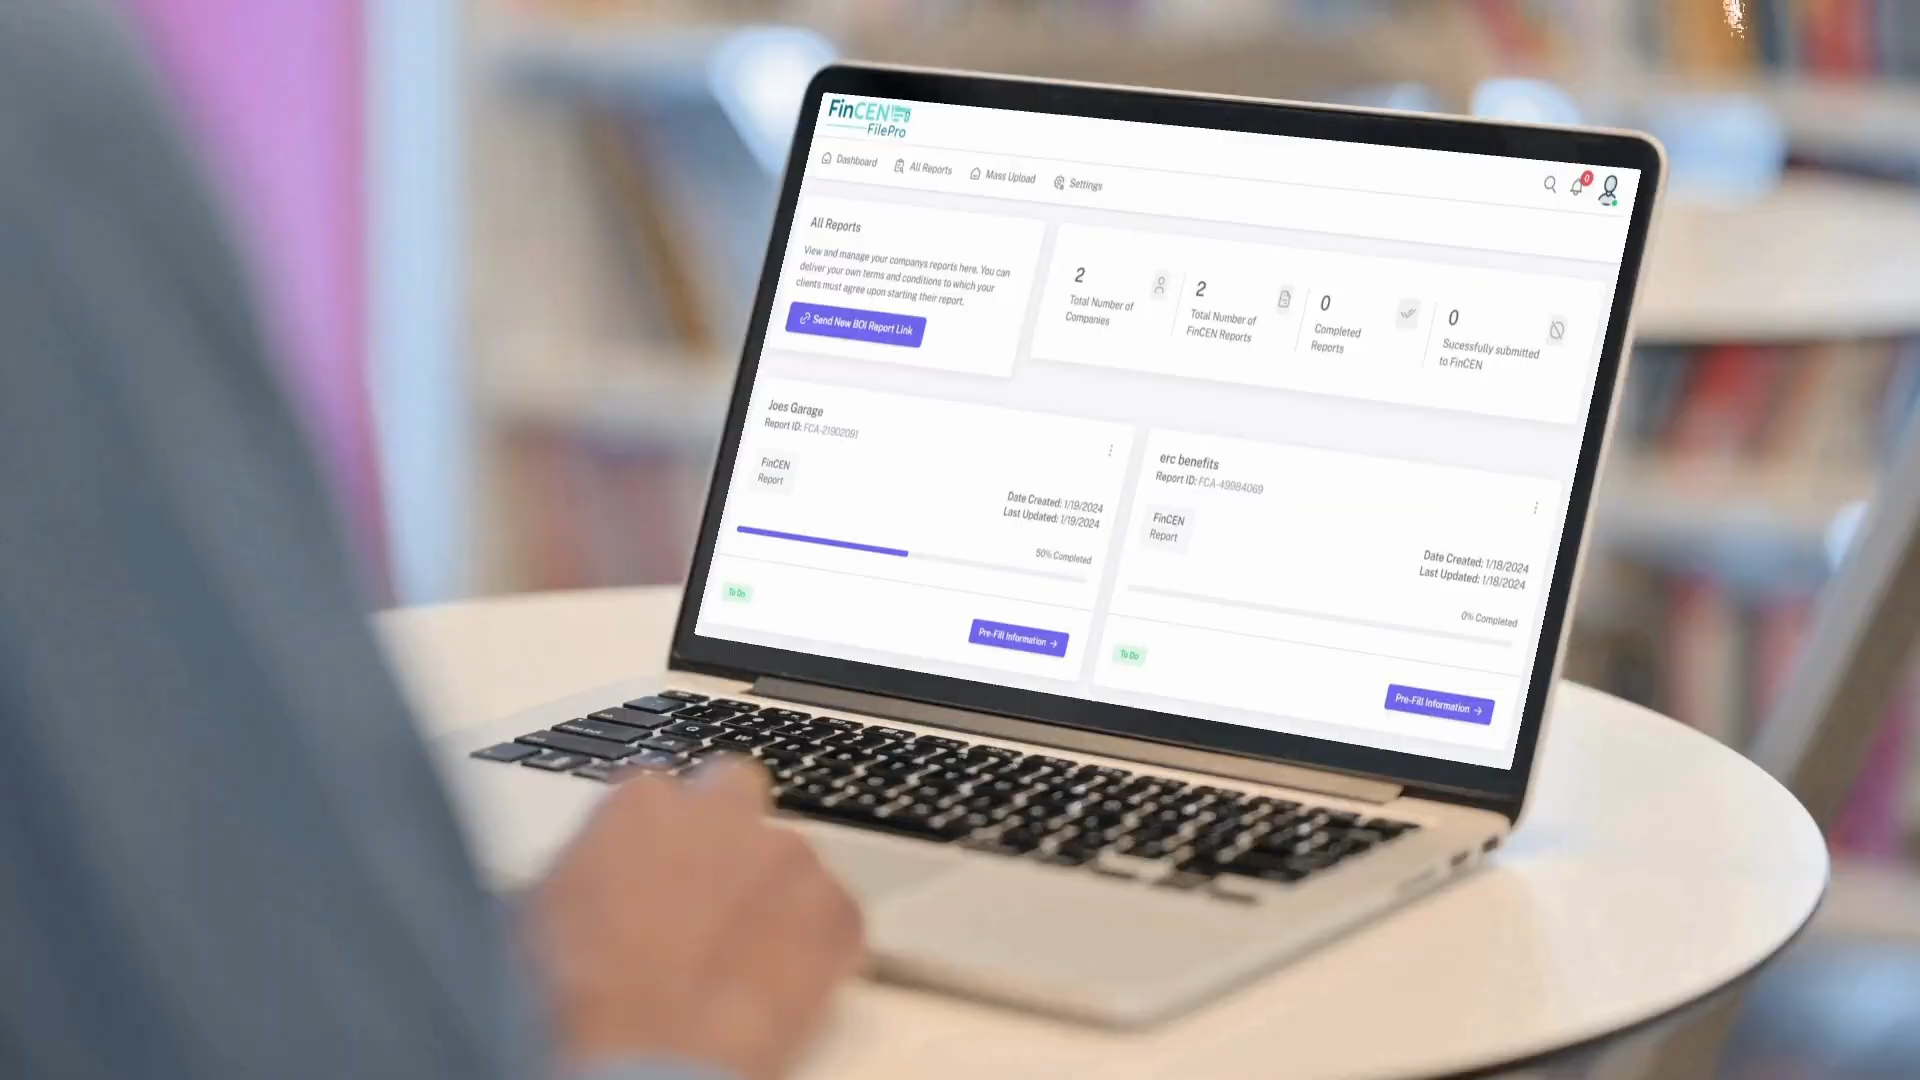 FinCEN
FilePro
Dashboard
All Reports
Mass Upload
Settings
0
All Reports
View and manage your companys reports here. You can
deliver your own terms and conditions to which your
clients must agree upon starting their report.
Send New BOI Report Link
2
Total Number of
Companies
2
Total Number of
FinCEN Reports
0
Completed
Reports
0
Sucessfully submitted
to FinCEN
Joes Garage
Report ID: FCA-21902091
FinCEN
Report
Date Created: 1/19/2024
Last Updated: 1/19/2024
50% Completed
To Do
Pre-Fill Information →
erc benefits
Report ID: FCA-49984069
FinCEN
Report
Date Created: 1/18/2024
Last Updated: 1/18/2024
0% Completed
To Do
Pre-Fill Information →